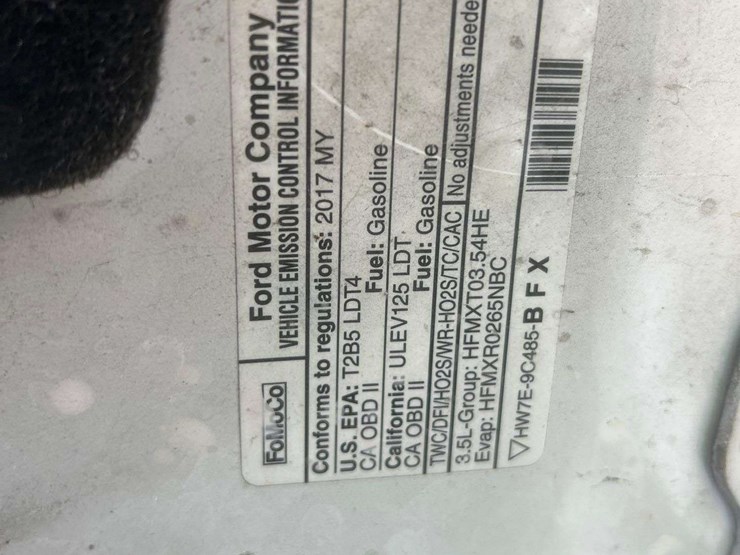 FoMoCo
Ford Motor Company
VEHICLE EMISSION CONTROL INFORMATIO
Conforms to regulations: 2017 MY
U.S. EPA: T2B5 LDT4
CA OBD II Fuel: Gasoline
California: ULEV125 LDT
CA OBD II Fuel: Gasoline
TWC/DFI/HO2S/WR-HO2S/TC/CAC No adjustments neede
3.5L-Group: HFMXT03.54HE
Evap: HFMXR0265NBC
HW7E-9C485-B F X